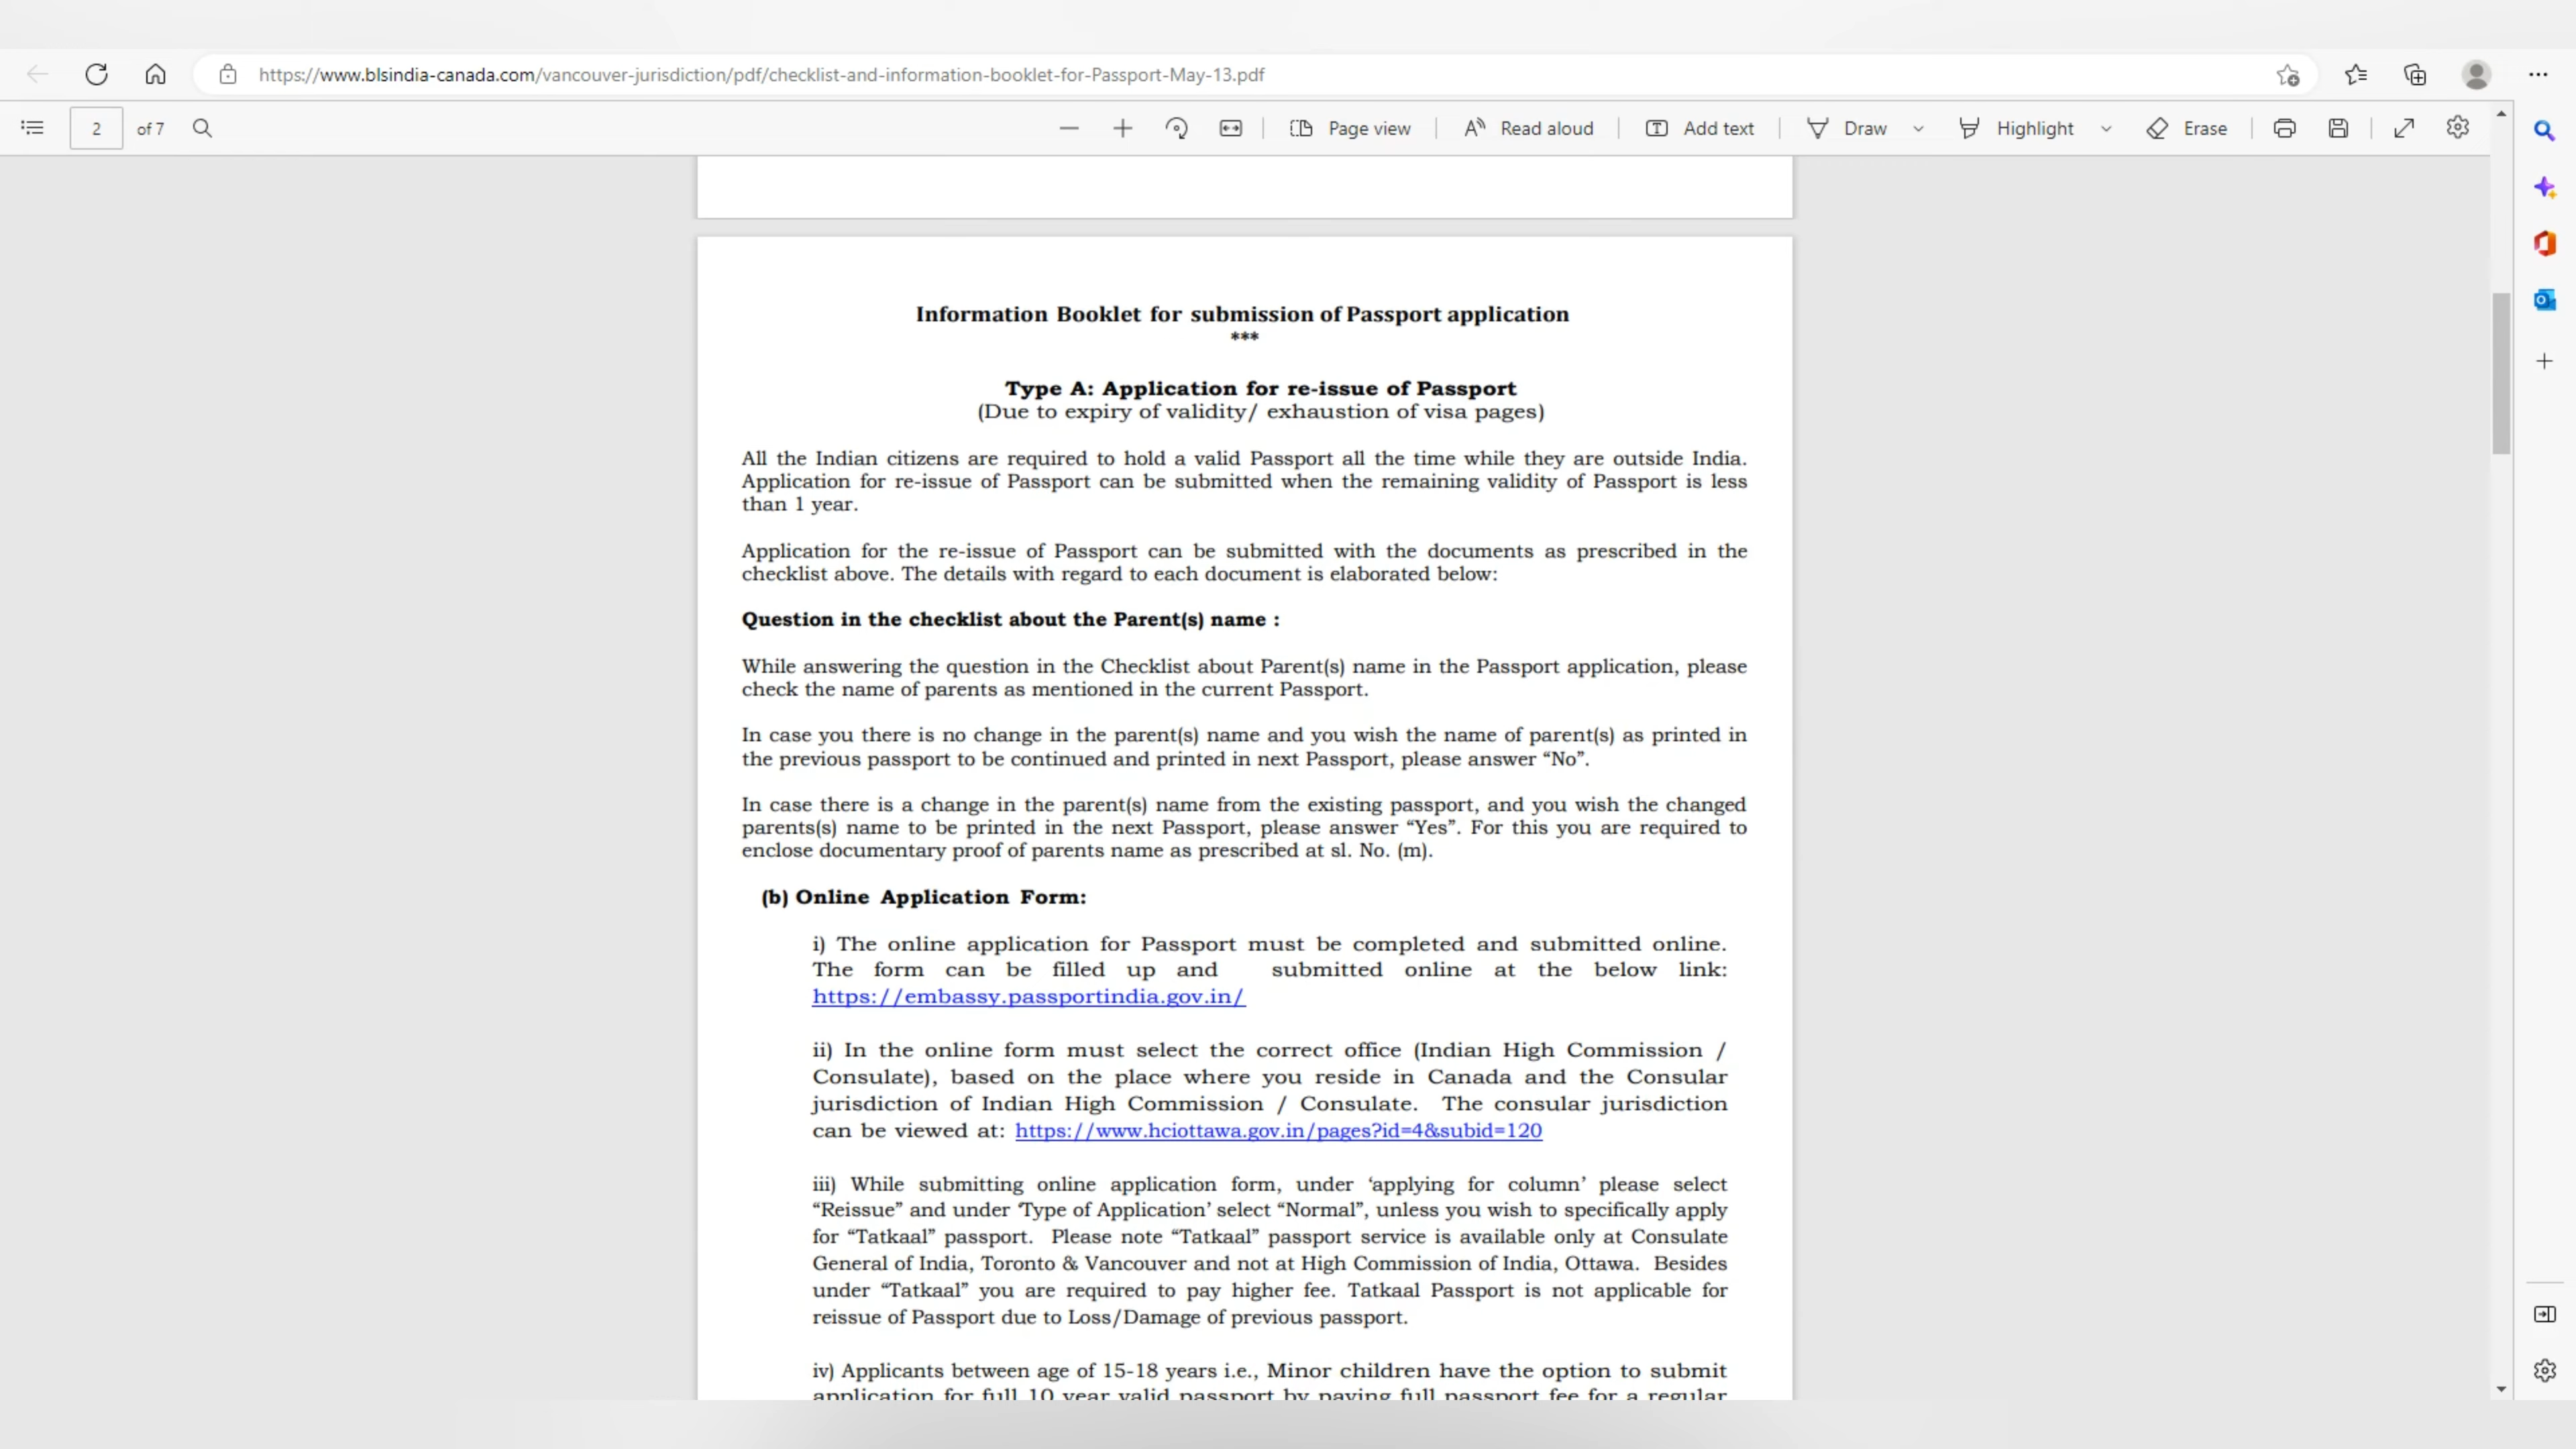 https://www.blsindia-canada.com/vancouver-jurisdiction/pdf/checklist-and-information-booklet-for-Passport-May-13.pdf
2 of 7 Page view Read aloud Add text Draw Highlight Erase
Information Booklet for submission of Passport application
***
Type A: Application for re-issue of Passport
(Due to expiry of validity/ exhaustion of visa pages)
All the Indian citizens are required to hold a valid Passport all the time while they are outside India.
Application for re-issue of Passport can be submitted when the remaining validity of Passport is less
than 1 year.
Application for the re-issue of Passport can be submitted with the documents as prescribed in the
checklist above. The details with regard to each document is elaborated below:
Question in the checklist about the Parent(s) name :
While answering the question in the Checklist about Parent(s) name in the Passport application, please
check the name of parents as mentioned in the current Passport.
In case you there is no change in the parent(s) name and you wish the name of parent(s) as printed in
the previous passport to be continued and printed in next Passport, please answer “No”.
In case there is a change in the parent(s) name from the existing passport, and you wish the changed
parents(s) name to be printed in the next Passport, please answer “Yes”. For this you are required to
enclose documentary proof of parents name as prescribed at sl. No. (m).
(b) Online Application Form:
i) The online application for Passport must be completed and submitted online.
The form can be filled up and submitted online at the below link:
https://embassy.passportindia.gov.in/
ii) In the online form must select the correct office (Indian High Commission /
Consulate), based on the place where you reside in Canada and the Consular
jurisdiction of Indian High Commission / Consulate. The consular jurisdiction
can be viewed at: https://www.hciottawa.gov.in/pages?id=4&subid=120
iii) While submitting online application form, under ‘applying for column’ please select
“Reissue” and under ‘Type of Application’ select “Normal”, unless you wish to specifically apply
for “Tatkaal” passport. Please note “Tatkaal” passport service is available only at Consulate
General of India, Toronto & Vancouver and not at High Commission of India, Ottawa. Besides
under “Tatkaal” you are required to pay higher fee. Tatkaal Passport is not applicable for
reissue of Passport due to Loss/Damage of previous passport.
iv) Applicants between age of 15-18 years i.e., Minor children have the option to submit
application for full 10 year valid passport by paying full passport fee for a regular